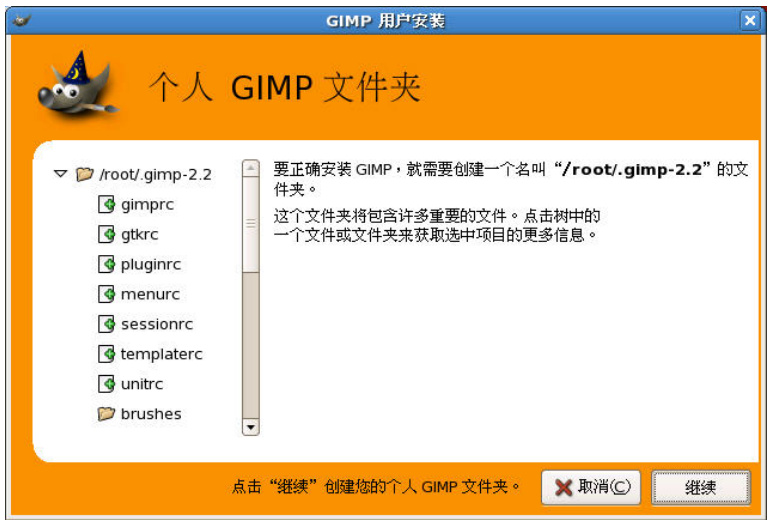 GIMP 用户安装
个人 GIMP 文件夹
/root/.gimp-2.2
gimprc
gtkrc
pluginrc
menurc
sessionrc
templaterc
unitrc
brushes
要正确安装 GIMP，就需要创建一个名叫“/root/.gimp-2.2”的文
件夹。
这个文件夹将包含许多重要的文件。点击树中的
一个文件或文件夹来获取选中项目的更多信息。
点击“继续”创建您的个人 GIMP 文件夹。
取消(C)
继续